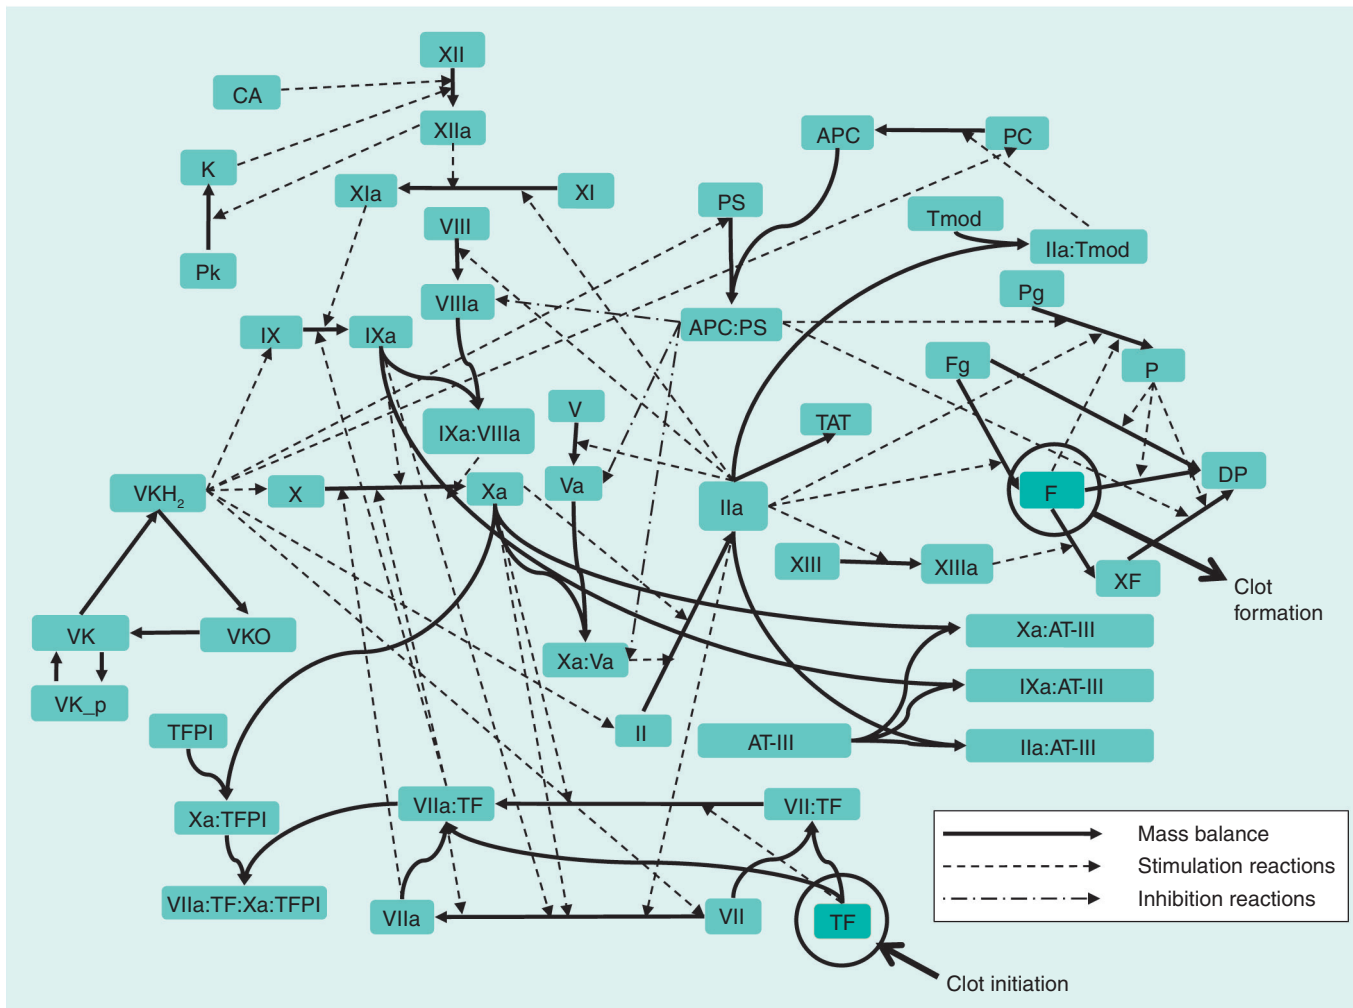 XII
CA
XIIa
APC
PC
K
XIa
XI
PS
Tmod
VIII
IIa:Tmod
Pk
Pg
VIIIa
APC:PS
IX
IXa
Fg
P
V
TAT
IXa:VIIIa
DP
VKH2
X
Xa
Va
IIa
F
XIII
XIIIa
XF
Clot
formation
VK
VKO
Xa:AT-III
Xa:Va
IXa:AT-III
VK_p
TFPI
II
AT-III
IIa:AT-III
Xa:TFPI
VIIa:TF
VII:TF
Mass balance
Stimulation reactions
Inhibition reactions
VIIa:TF:Xa:TFPI
VIIa
VII
TF
Clot initiation